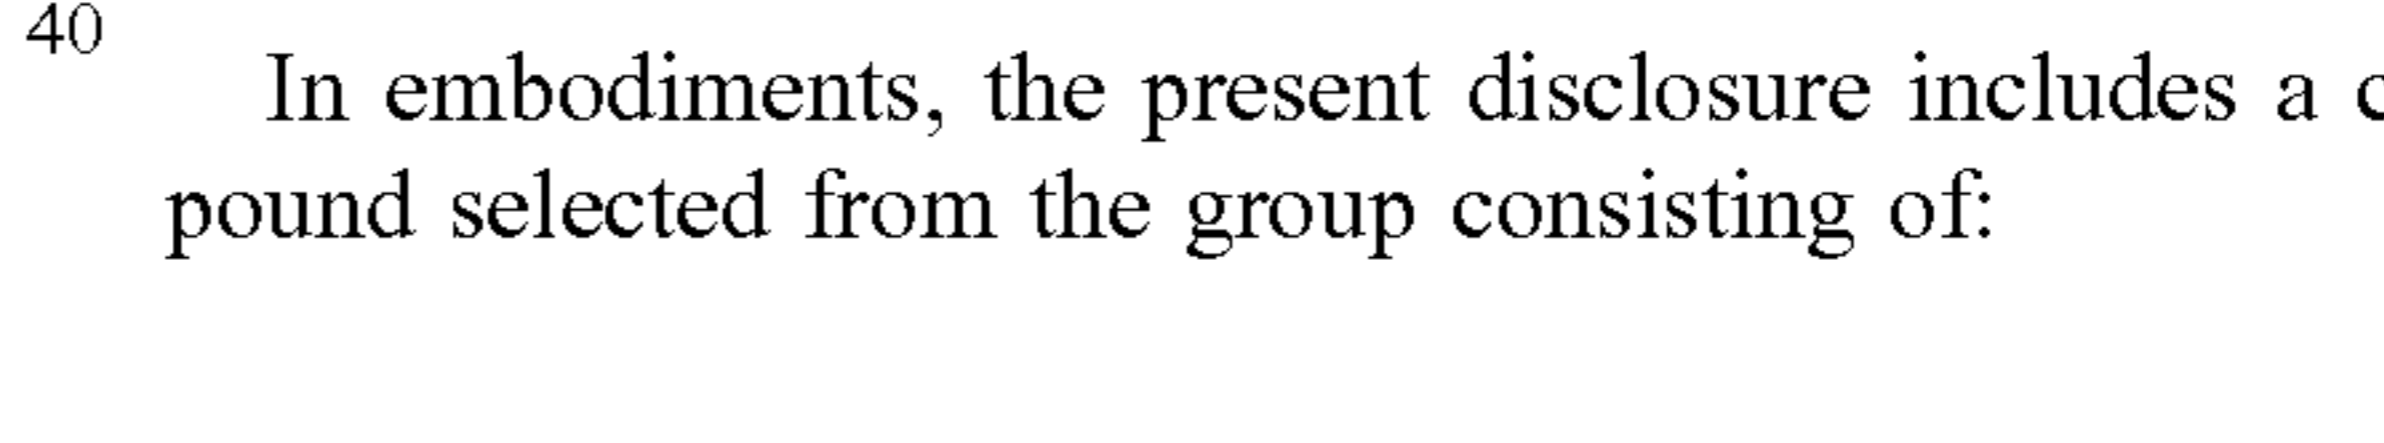 40
In embodiments, the present disclosure includes a
pound selected from the group consisting of: